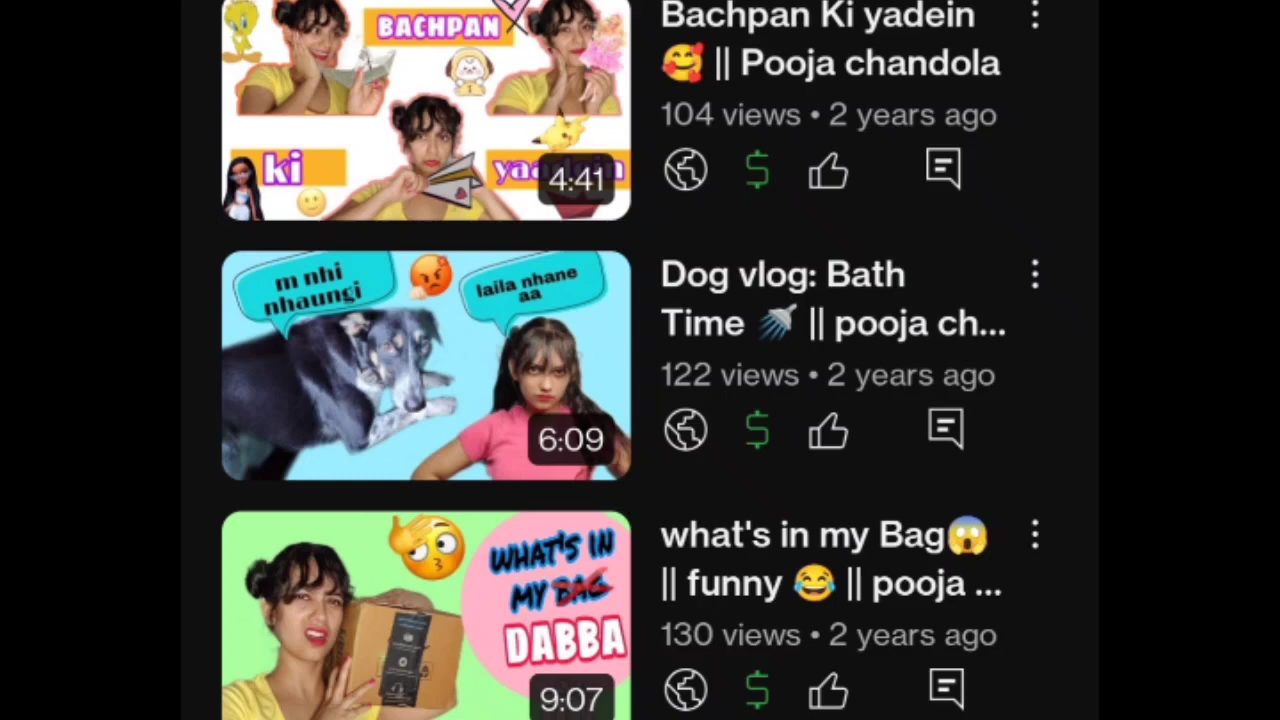 BACHPAN
ki
yaadein
4:41
Bachpan Ki yadein
🥰 || Pooja chandola
104 views • 2 years ago
m nhi
nhaungi
laila nhane
aa
6:09
Dog vlog: Bath
Time 🚿 || pooja ch...
122 views • 2 years ago
WHAT'S IN
MY BAG
DABBA
9:07
what's in my Bag😱
|| funny 😂 || pooja ...
130 views • 2 years ago